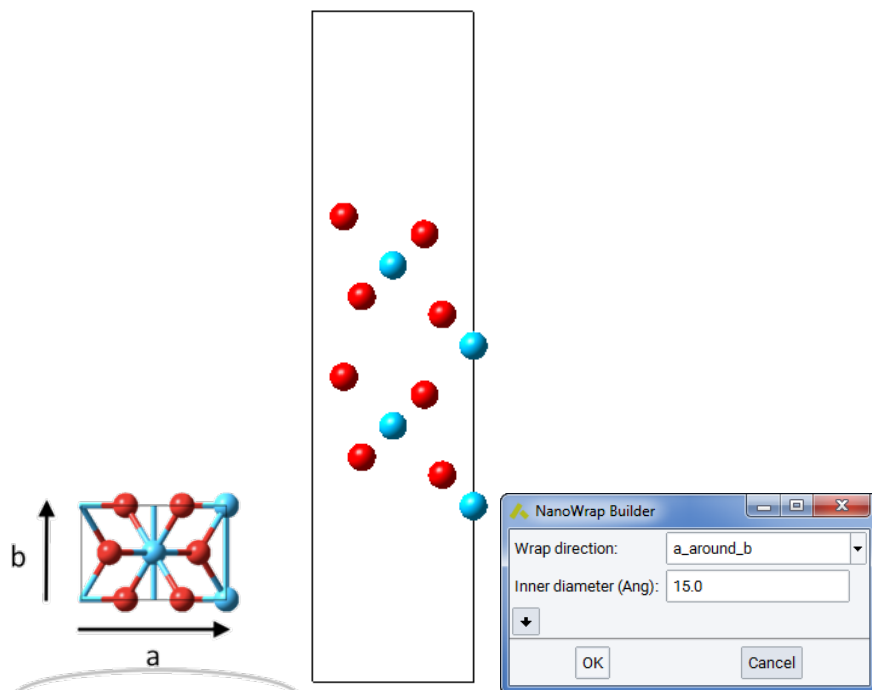 b
a
NanoWrap Builder
Wrap direction: a_around_b
Inner diameter (Ang): 15.0
OK Cancel